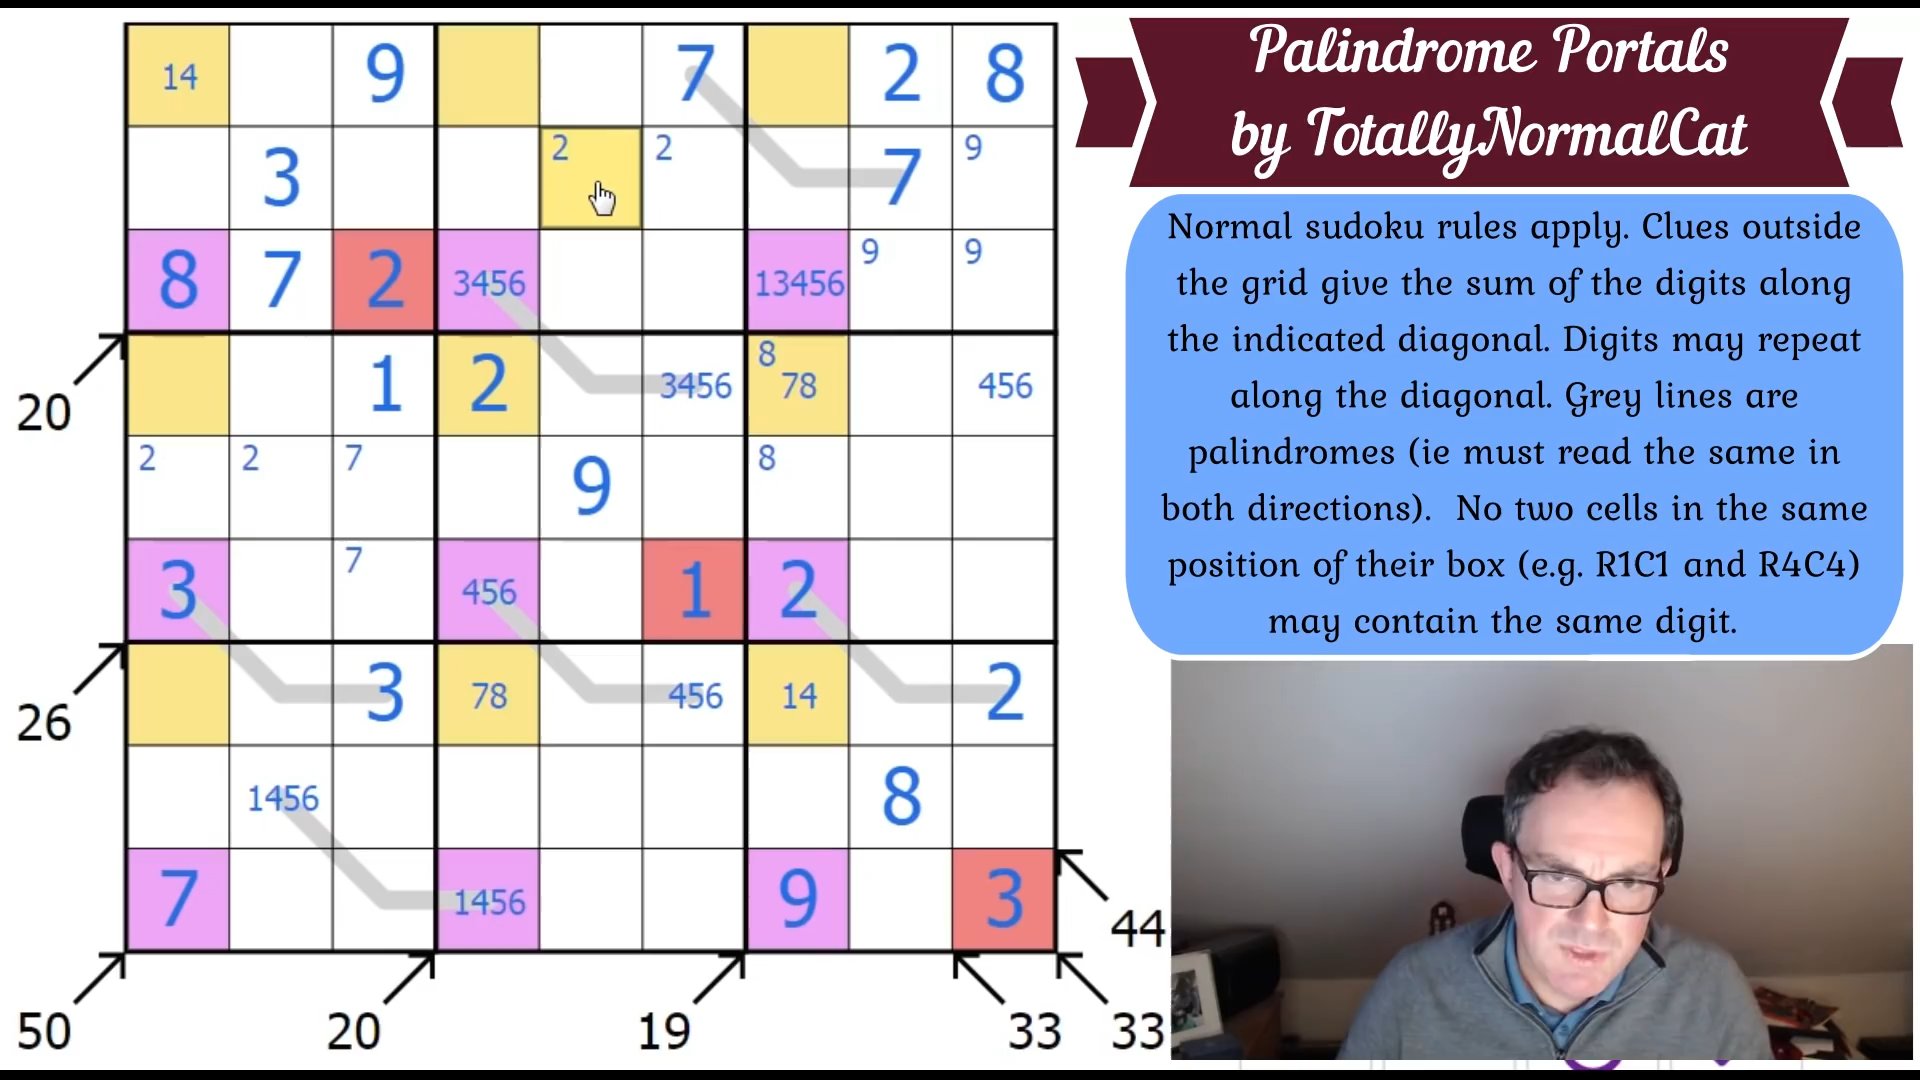 Palindrome Portals
by TotallyNormalCat
Normal sudoku rules apply. Clues outside
the grid give the sum of the digits along
the indicated diagonal. Digits may repeat
along the diagonal. Grey lines are
palindromes (ie must read the same in
both directions). No two cells in the same
position of their box (e.g. R1C1 and R4C4)
may contain the same digit.
14 9 7 2 8
3 2 2 7 9
8 7 2 3456 13456 9 9
20
1 2 3456 8 78 456
2 2 7 9 8
3 7 456 1 2
26
3 78 456 14 2
1456 8
7 1456 9 3
44
50 20 19 33 33